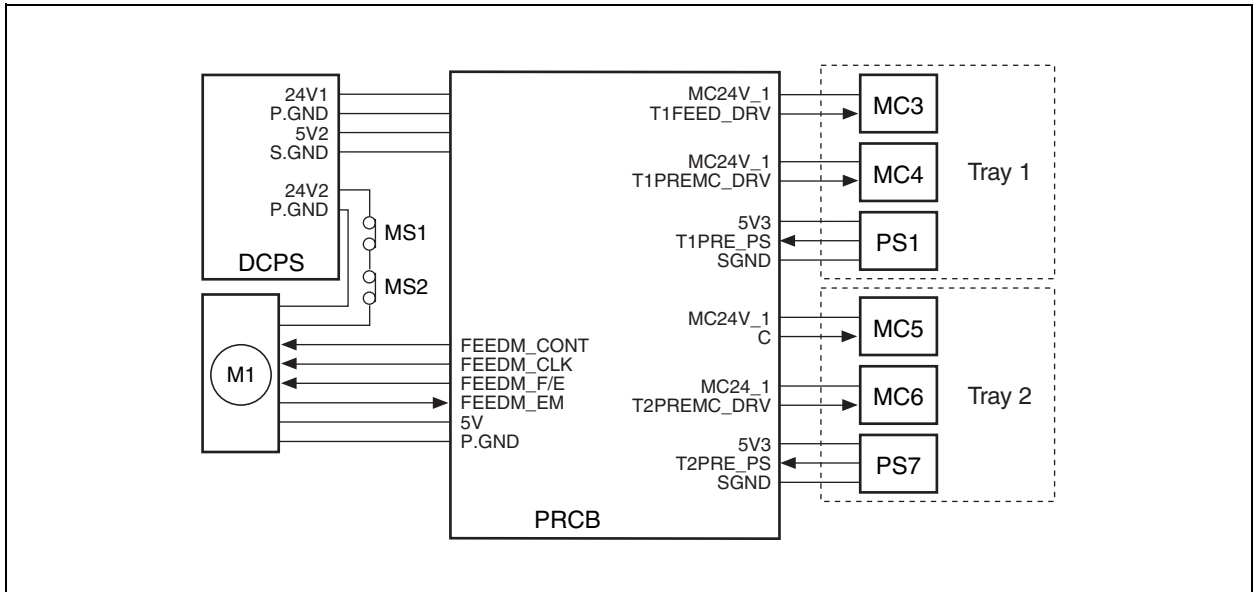 24V1
P.GND
5V2
S.GND
24V2
P.GND
DCPS
MS1
MS2
M1
FEEDM_CONT
FEEDM_CLK
FEEDM_F/E
FEEDM_EM
5V
P.GND
PRCB
MC24V_1
T1FEED_DRV
MC3
MC24V_1
T1PREMC_DRV
MC4
Tray 1
5V3
T1PRE_PS
SGND
PS1
MC24V_1
C
MC5
MC24_1
T2PREMC_DRV
MC6
Tray 2
5V3
T2PRE_PS
SGND
PS7